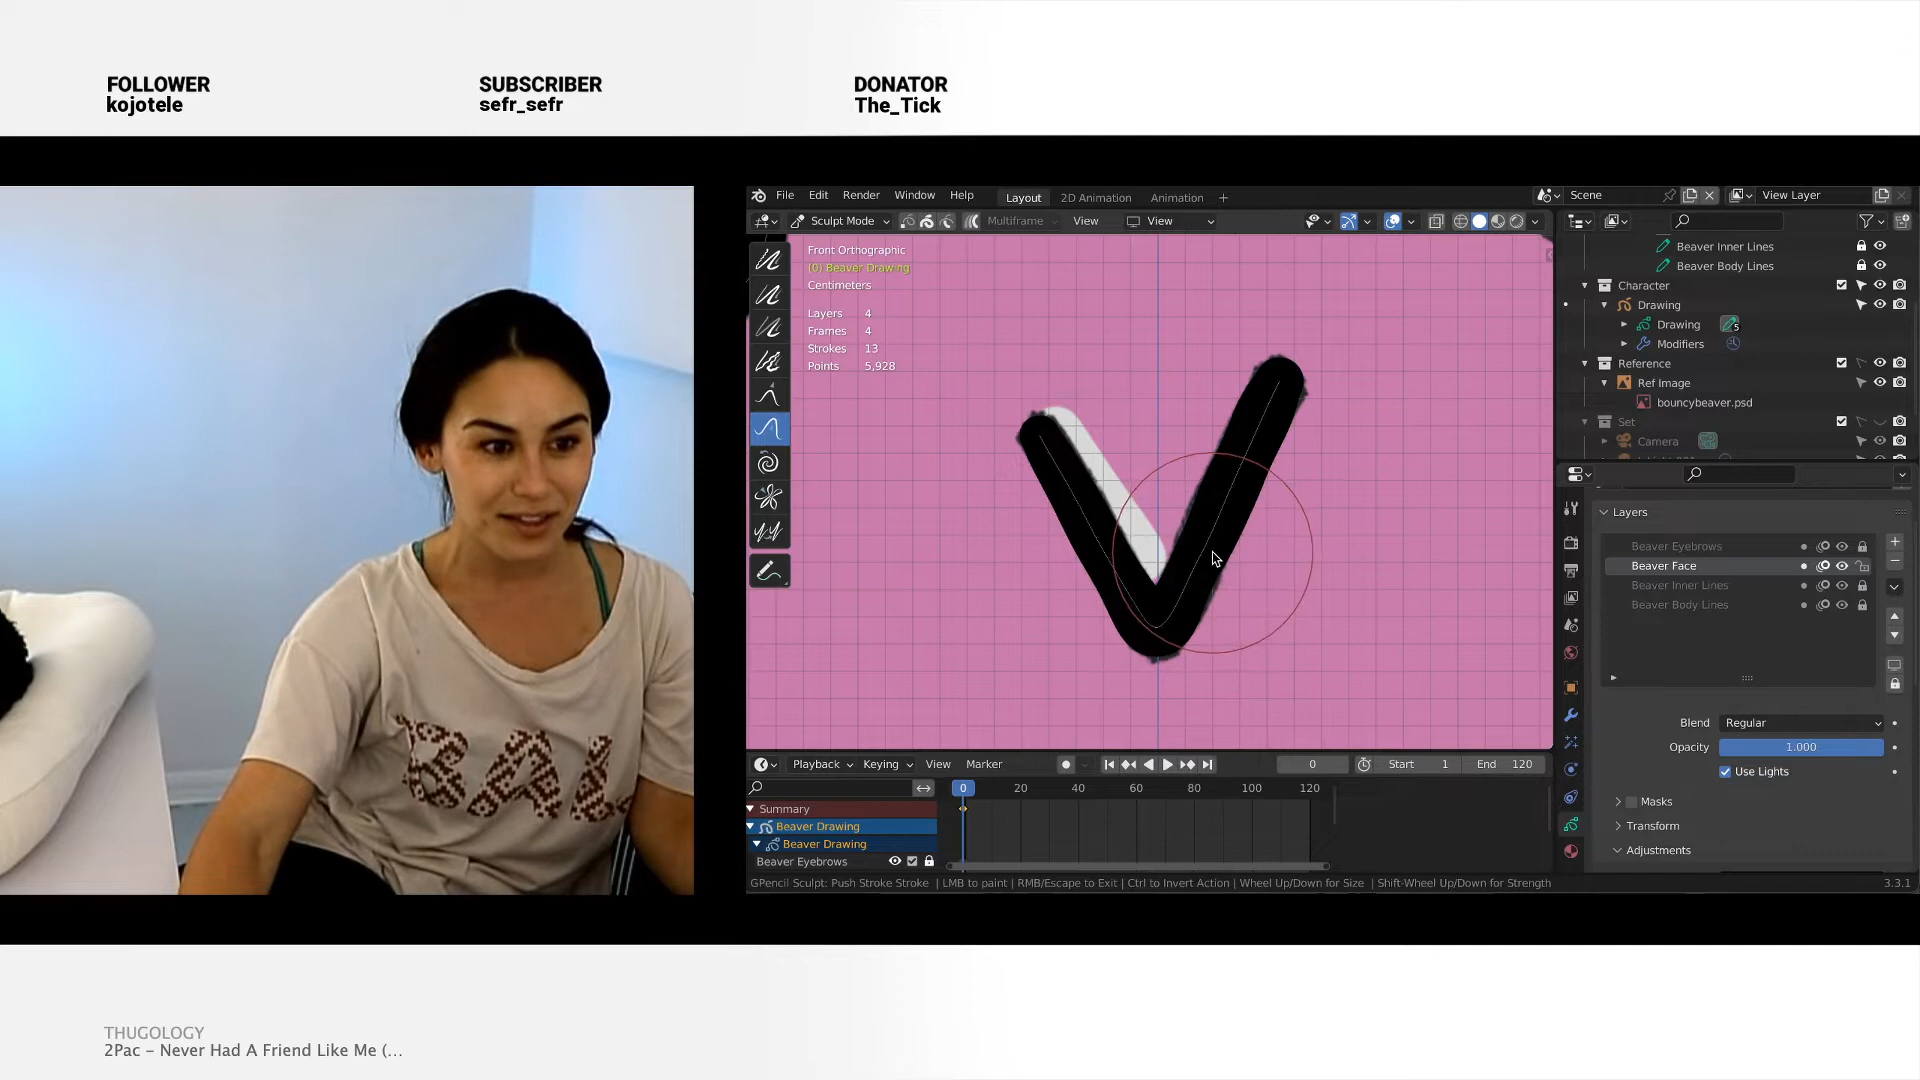 FOLLOWER
kojotele
SUBSCRIBER
sefr_sefr
DONATOR
The_Tick
BAL
File Edit Render Window Help
Layout 2D Animation Animation +
Scene
View Layer
Sculpt Mode
Multiframe
View
View
Front Orthographic
(0) Beaver Drawing
Centimeters
Layers 4
Frames 4
Strokes 13
Points 5,928
Beaver Inner Lines
Beaver Body Lines
Character
Drawing
Drawing 5
Modifiers
Reference
Ref Image
bouncybeaver.psd
Set
Camera
Layers
Beaver Eyebrows
Beaver Face
Beaver Inner Lines
Beaver Body Lines
Blend Regular
Opacity 1.000
Use Lights
Masks
Transform
Adjustments
Playback Keying View Marker
0
Start 1
End 120
0 20 40 60 80 100 120
Summary
Beaver Drawing
Beaver Drawing
Beaver Eyebrows
GPencil Sculpt: Push Stroke Stroke | LMB to paint | RMB/Escape to Exit | Ctrl to Invert Action | Wheel Up/Down for Size | Shift-Wheel Up/Down for Strength
3.3.1
THUGOLOGY
2Pac - Never Had A Friend Like Me (...